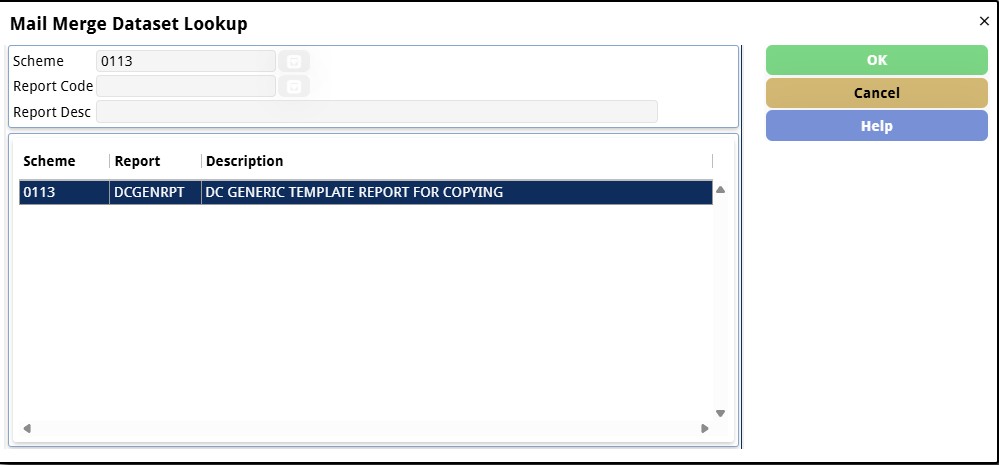 Mail Merge Dataset Lookup
Scheme 0113
Report Code
Report Desc
OK
Cancel
Help
Scheme Report Description
0113 DCGENRPT DC GENERIC TEMPLATE REPORT FOR COPYING